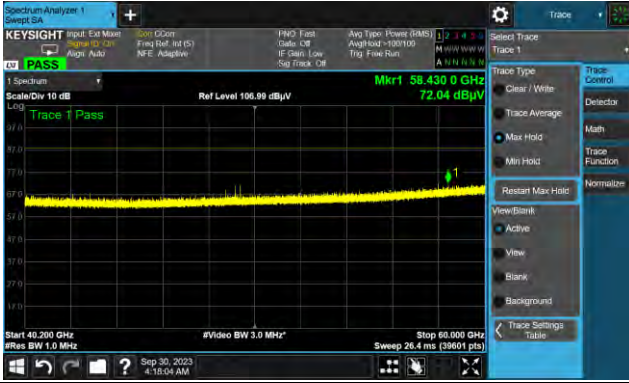 Spectrum Analyzer 1
Swept SA
+
Trace
KEYSIGHT
Input: Ext Mixer
Signal ID: On
Align: Auto
Corr CCorr
Freq Ref: Int (S)
NFE: Adaptive
PNO: Fast
Gate: Off
IF Gain: Low
Sig Track: Off
Avg Type: Power (RMS)
Avg|Hold:>100/100
Trig: Free Run
1 2 3 4 5 6
M W W W W W
A N N N N N
LXI
PASS
Select Trace
Trace 1
1 Spectrum
Mkr1 58.430 0 GHz
Scale/Div 10 dB
Ref Level 106.99 dBµV
72.04 dBµV
Log
Trace 1 Pass
97.0
87.0
77.0
67.0
57.0
47.0
37.0
27.0
17.0
1
Start 40.200 GHz
#Video BW 3.0 MHz*
Stop 60.000 GHz
#Res BW 1.0 MHz
Sweep 26.4 ms (39601 pts)
Trace Type
Clear / Write
Trace Average
Max Hold
Min Hold
Restart Max Hold
View/Blank
Active
View
Blank
Background
Trace Settings
Table
Trace
Control
Detector
Math
Trace
Function
Normalize
?
Sep 30, 2023
4:18:04 AM